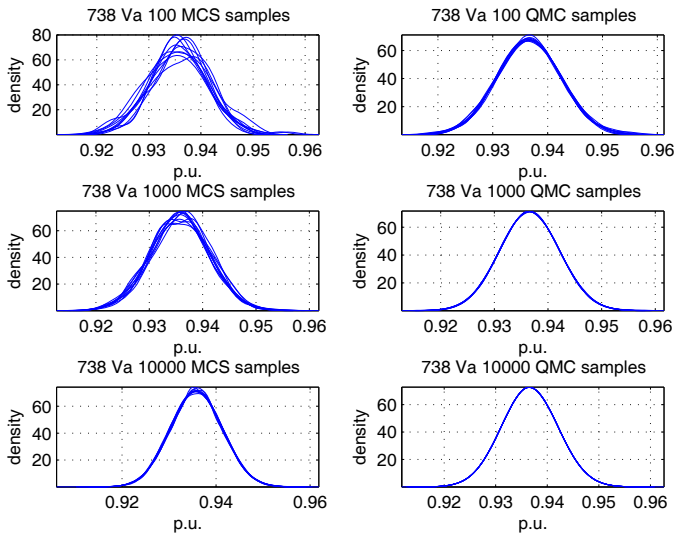 738 Va 100 MCS samples
80
60
40
20
density
0.92 0.93 0.94 0.95 0.96
p.u.
738 Va 100 QMC samples
60
40
20
density
0.92 0.93 0.94 0.95 0.96
p.u.
738 Va 1000 MCS samples
60
40
20
density
0.92 0.93 0.94 0.95 0.96
p.u.
738 Va 1000 QMC samples
60
40
20
density
0.92 0.93 0.94 0.95 0.96
p.u.
738 Va 10000 MCS samples
60
40
20
density
0.92 0.94 0.96
p.u.
738 Va 10000 QMC samples
60
40
20
density
0.92 0.93 0.94 0.95 0.96
p.u.